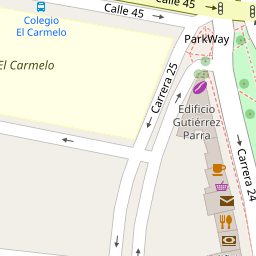 Calle 45
Calle 45
Colegio
El Carmelo
ParkWay
El Carmelo
Carrera 25
Edificio
Gutiérrez
Parra
Carrera 24